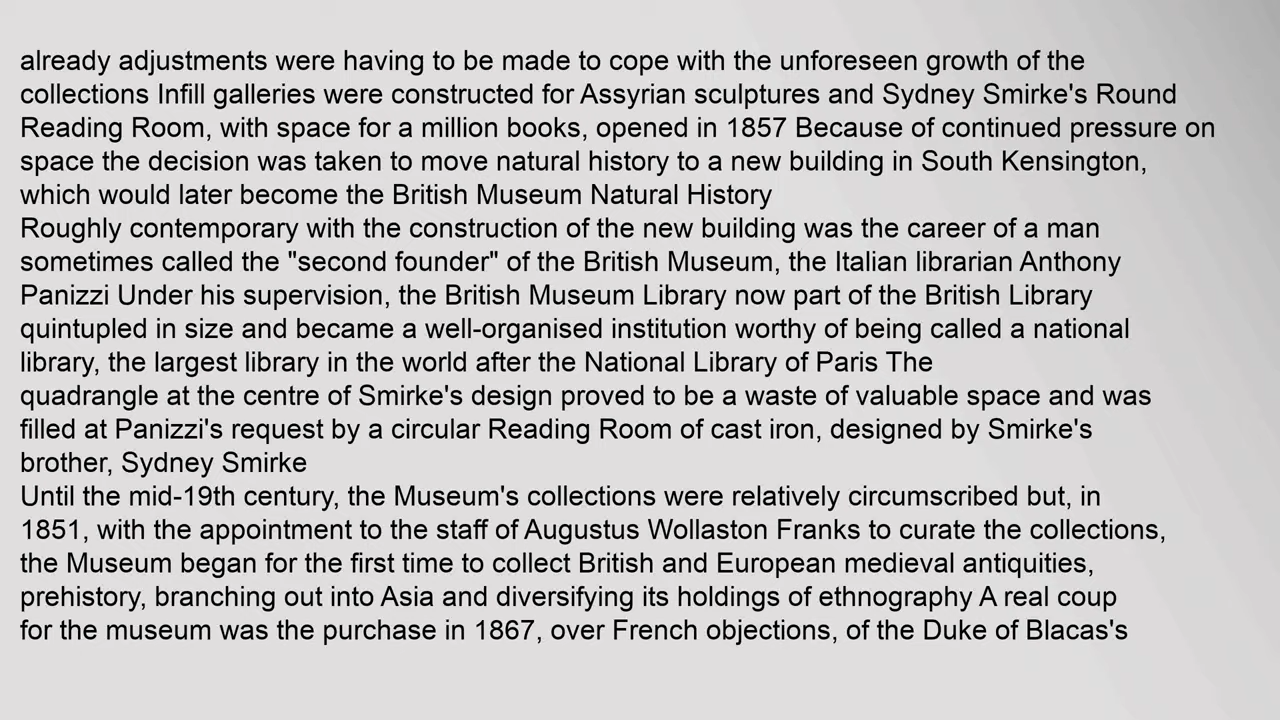 already adjustments were having to be made to cope with the unforeseen growth of the
collections Infill galleries were constructed for Assyrian sculptures and Sydney Smirke's Round
Reading Room, with space for a million books, opened in 1857 Because of continued pressure on
space the decision was taken to move natural history to a new building in South Kensington,
which would later become the British Museum Natural History
Roughly contemporary with the construction of the new building was the career of a man
sometimes called the "second founder" of the British Museum, the Italian librarian Anthony
Panizzi Under his supervision, the British Museum Library now part of the British Library
quintupled in size and became a well-organised institution worthy of being called a national
library, the largest library in the world after the National Library of Paris The
quadrangle at the centre of Smirke's design proved to be a waste of valuable space and was
filled at Panizzi's request by a circular Reading Room of cast iron, designed by Smirke's
brother, Sydney Smirke
Until the mid-19th century, the Museum's collections were relatively circumscribed but, in
1851, with the appointment to the staff of Augustus Wollaston Franks to curate the collections,
the Museum began for the first time to collect British and European medieval antiquities,
prehistory, branching out into Asia and diversifying its holdings of ethnography A real coup
for the museum was the purchase in 1867, over French objections, of the Duke of Blacas's